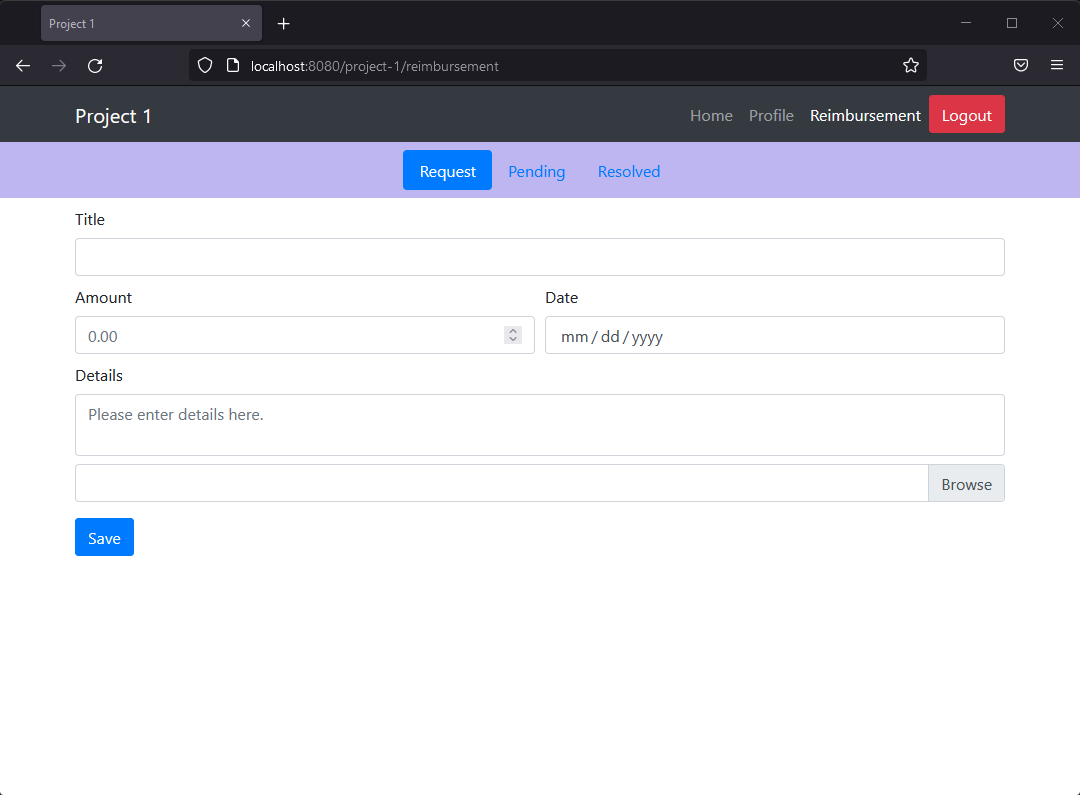 Project 1
localhost:8080/project-1/reimbursement
Project 1 Home Profile Reimbursement Logout
Request Pending Resolved
Title
Amount Date
0.00 mm / dd / yyyy
Details
Please enter details here.
Browse
Save